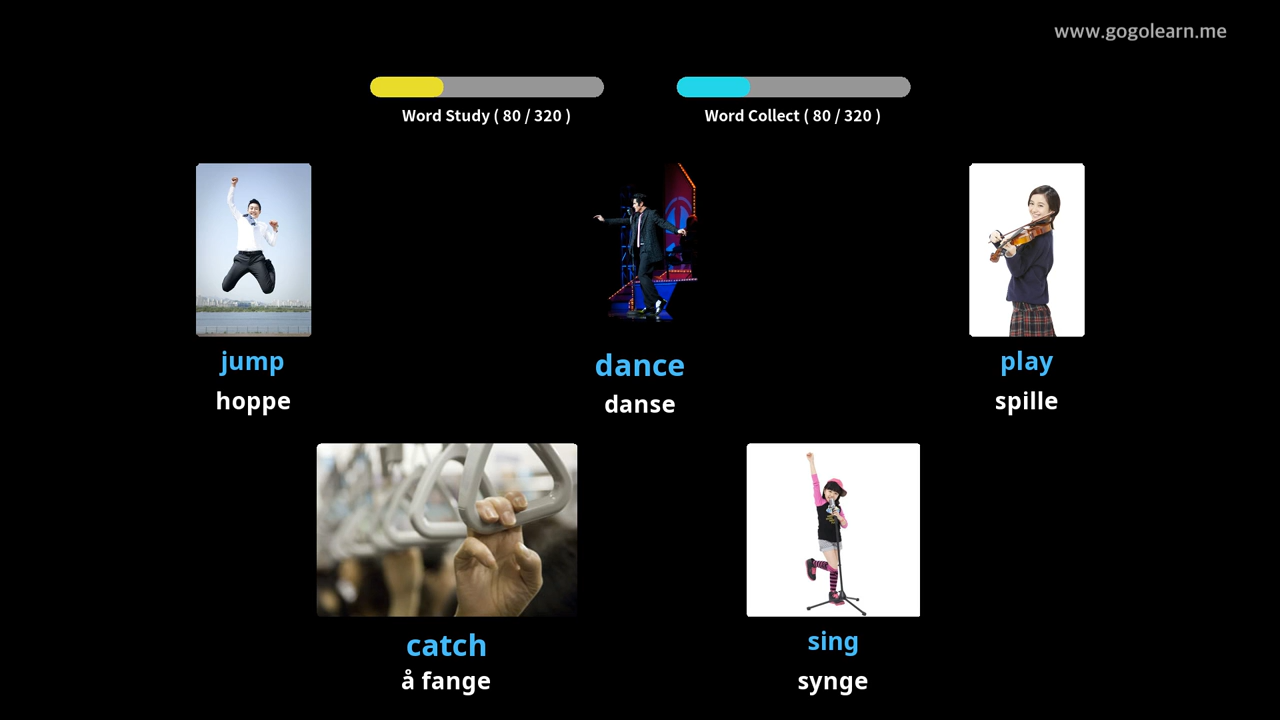 www.gogolearn.me
Word Study ( 80 / 320 )
Word Collect ( 80 / 320 )
jump
hoppe
dance
danse
play
spille
catch
å fange
sing
synge